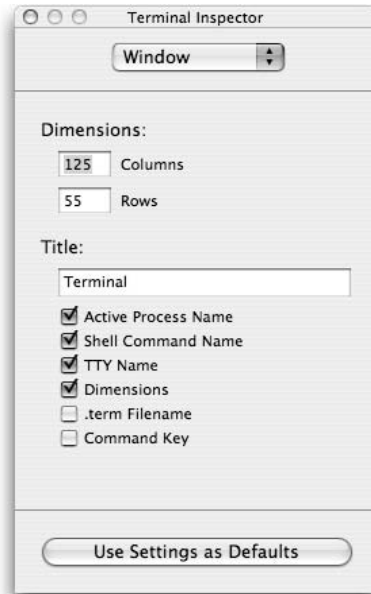 Terminal Inspector
Window
Dimensions:
125 Columns
55 Rows
Title:
Terminal
Active Process Name
Shell Command Name
TTY Name
Dimensions
.term Filename
Command Key
Use Settings as Defaults